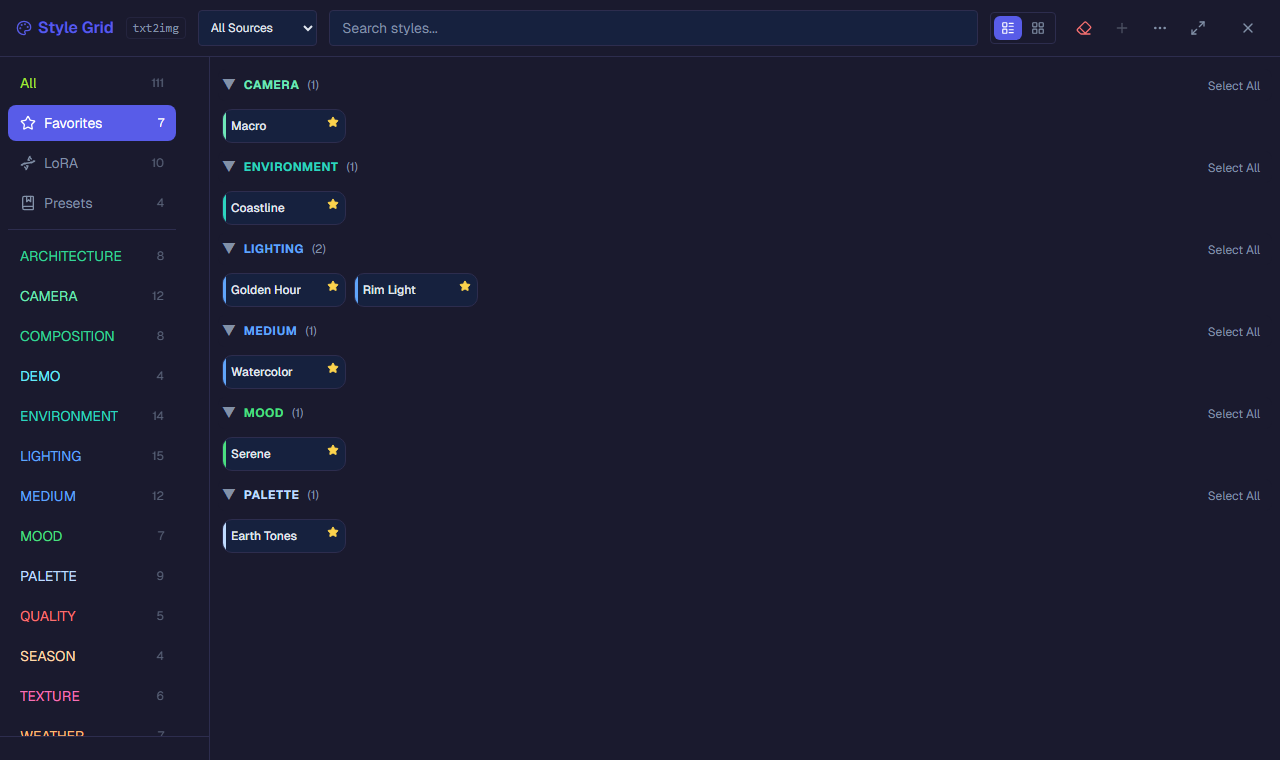 Style Grid txt2img All Sources Search styles...
All 111
Favorites 7
LoRA 10
Presets 4
ARCHITECTURE 8
CAMERA 12
COMPOSITION 8
DEMO 4
ENVIRONMENT 14
LIGHTING 15
MEDIUM 12
MOOD 7
PALETTE 9
QUALITY 5
SEASON 4
TEXTURE 6
WEATHER 7
CAMERA (1) Select All
Macro
ENVIRONMENT (1) Select All
Coastline
LIGHTING (2) Select All
Golden Hour Rim Light
MEDIUM (1) Select All
Watercolor
MOOD (1) Select All
Serene
PALETTE (1) Select All
Earth Tones